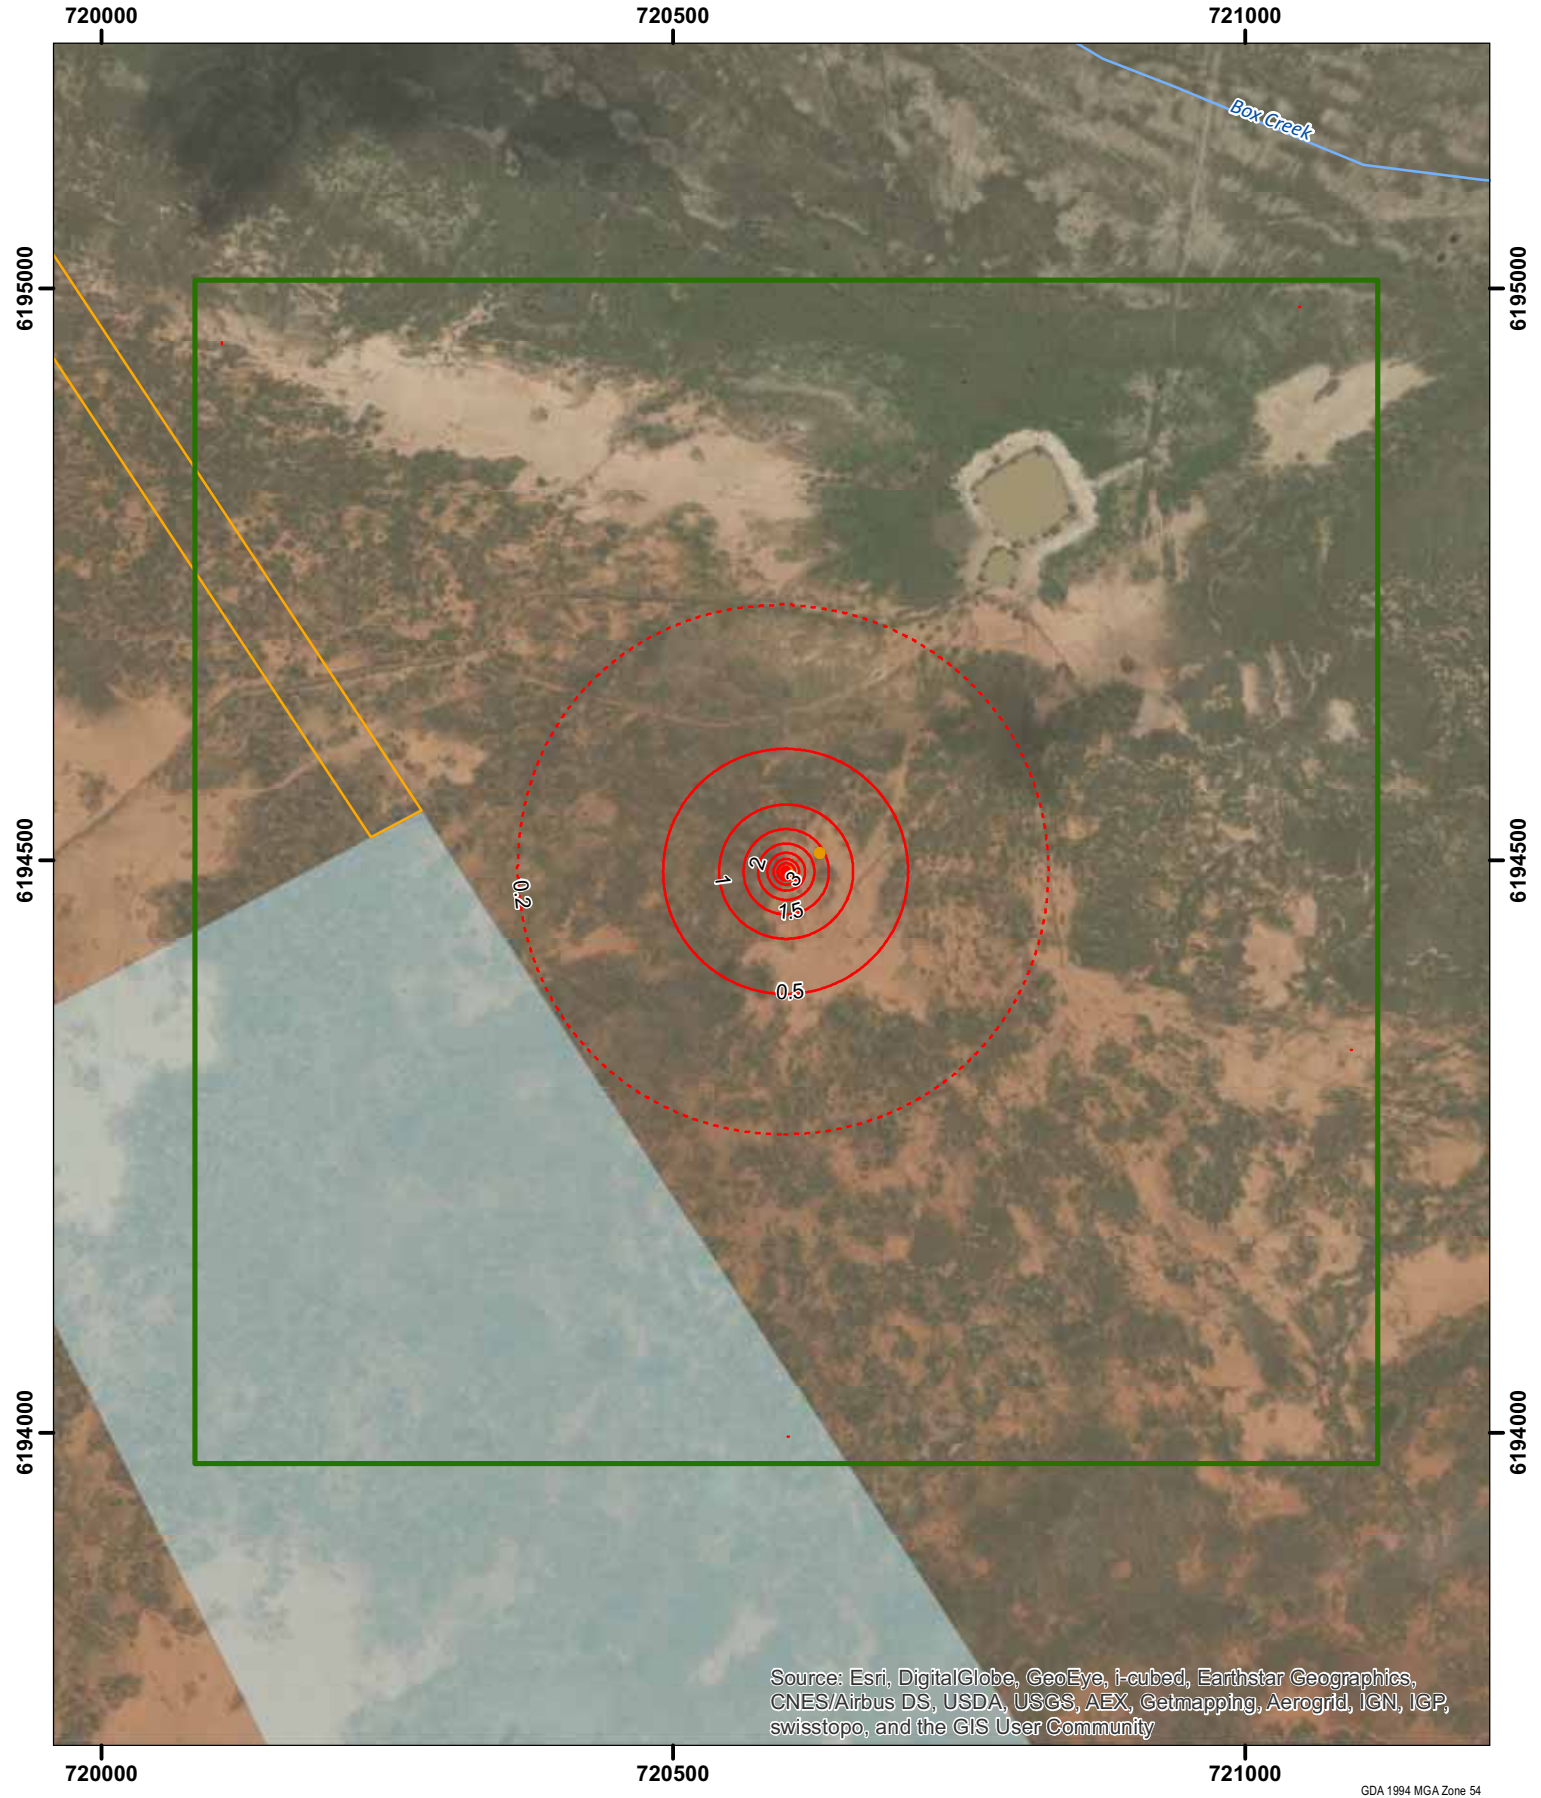 720000 720500 721000
Box Creek
6195000 6195000
6194500 6194500
0.2
1
2
3
1.5
0.5
6194000 6194000
Source: Esri, DigitalGlobe, GeoEye, i-cubed, Earthstar Geographics,
CNES/Airbus DS, USDA, USGS, AEX, Getmapping, Aerogrid, IGN, IGP,
swisstopo, and the GIS User Community
720000 720500 721000
GDA 1994 MGA Zone 54